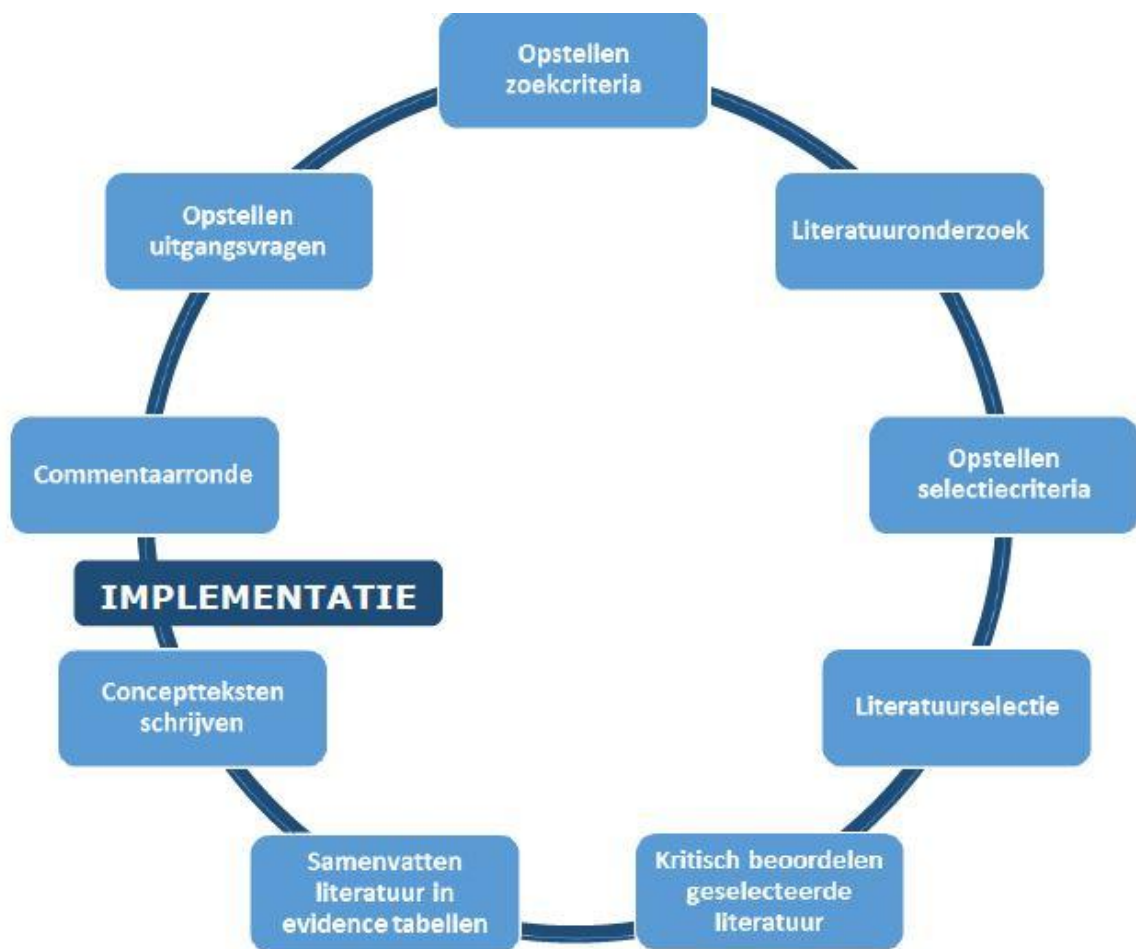 Opstellen
zoekcriteria
Literatuuronderzoek
Opstellen
selectiecriteria
Literatuurselectie
Kritisch beoordelen
geselecteerde
literatuur
Samenvatten
literatuur in
evidence tabellen
Conceptteksten
schrijven
IMPLEMENTATIE
Commentaarronde
Opstellen
uitgangsvragen